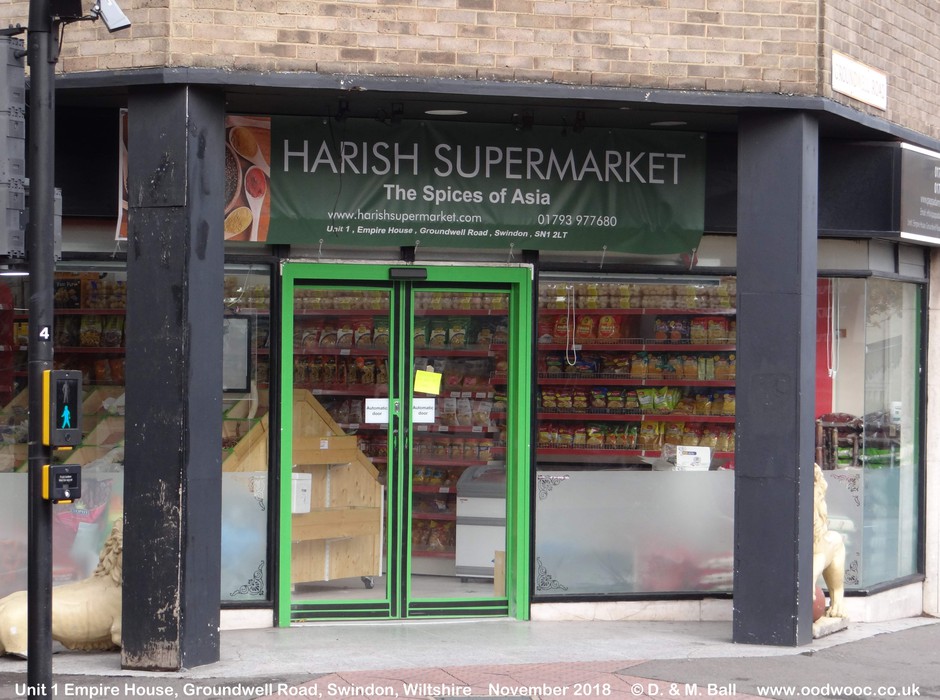 GROUNDWELL ROAD
HARISH SUPERMARKET
The Spices of Asia
www.harishsupermarket.com 01793 977680
Unit 1 , Empire House , Groundwell Road , Swindon , SN1 2LT
4
Automatic door
Automatic door
Unit 1 Empire House, Groundwell Road, Swindon, Wiltshire November 2018 © D. & M. Ball www.oodwooc.co.uk